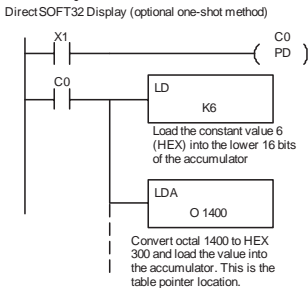 DirectSOFT32 Display (optional one-shot method)
X1
C0
PD
C0
LD
K6
Load the constant value 6
(HEX) into the lower 16 bits
of the accumulator
LDA
O 1400
Convert octal 1400 to HEX
300 and load the value into
the accumulator. This is the
table pointer location.